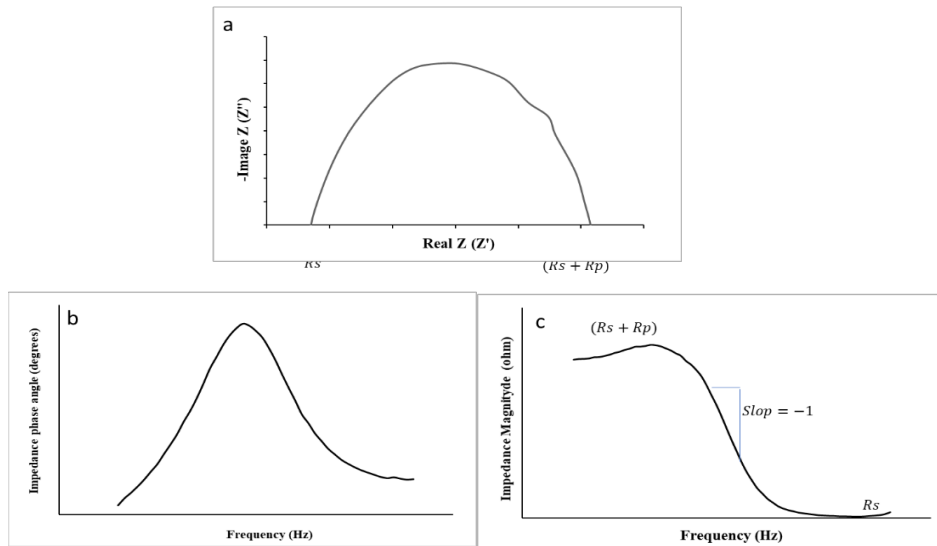 a
-Image Z (Z")
Real Z (Z')
Rs
(Rs + Rp)
b
Impedance phase angle (degrees)
Frequency (Hz)
c
(Rs + Rp)
Impedance Magnityde (ohm)
Slop = −1
Rs
Frequency (Hz)